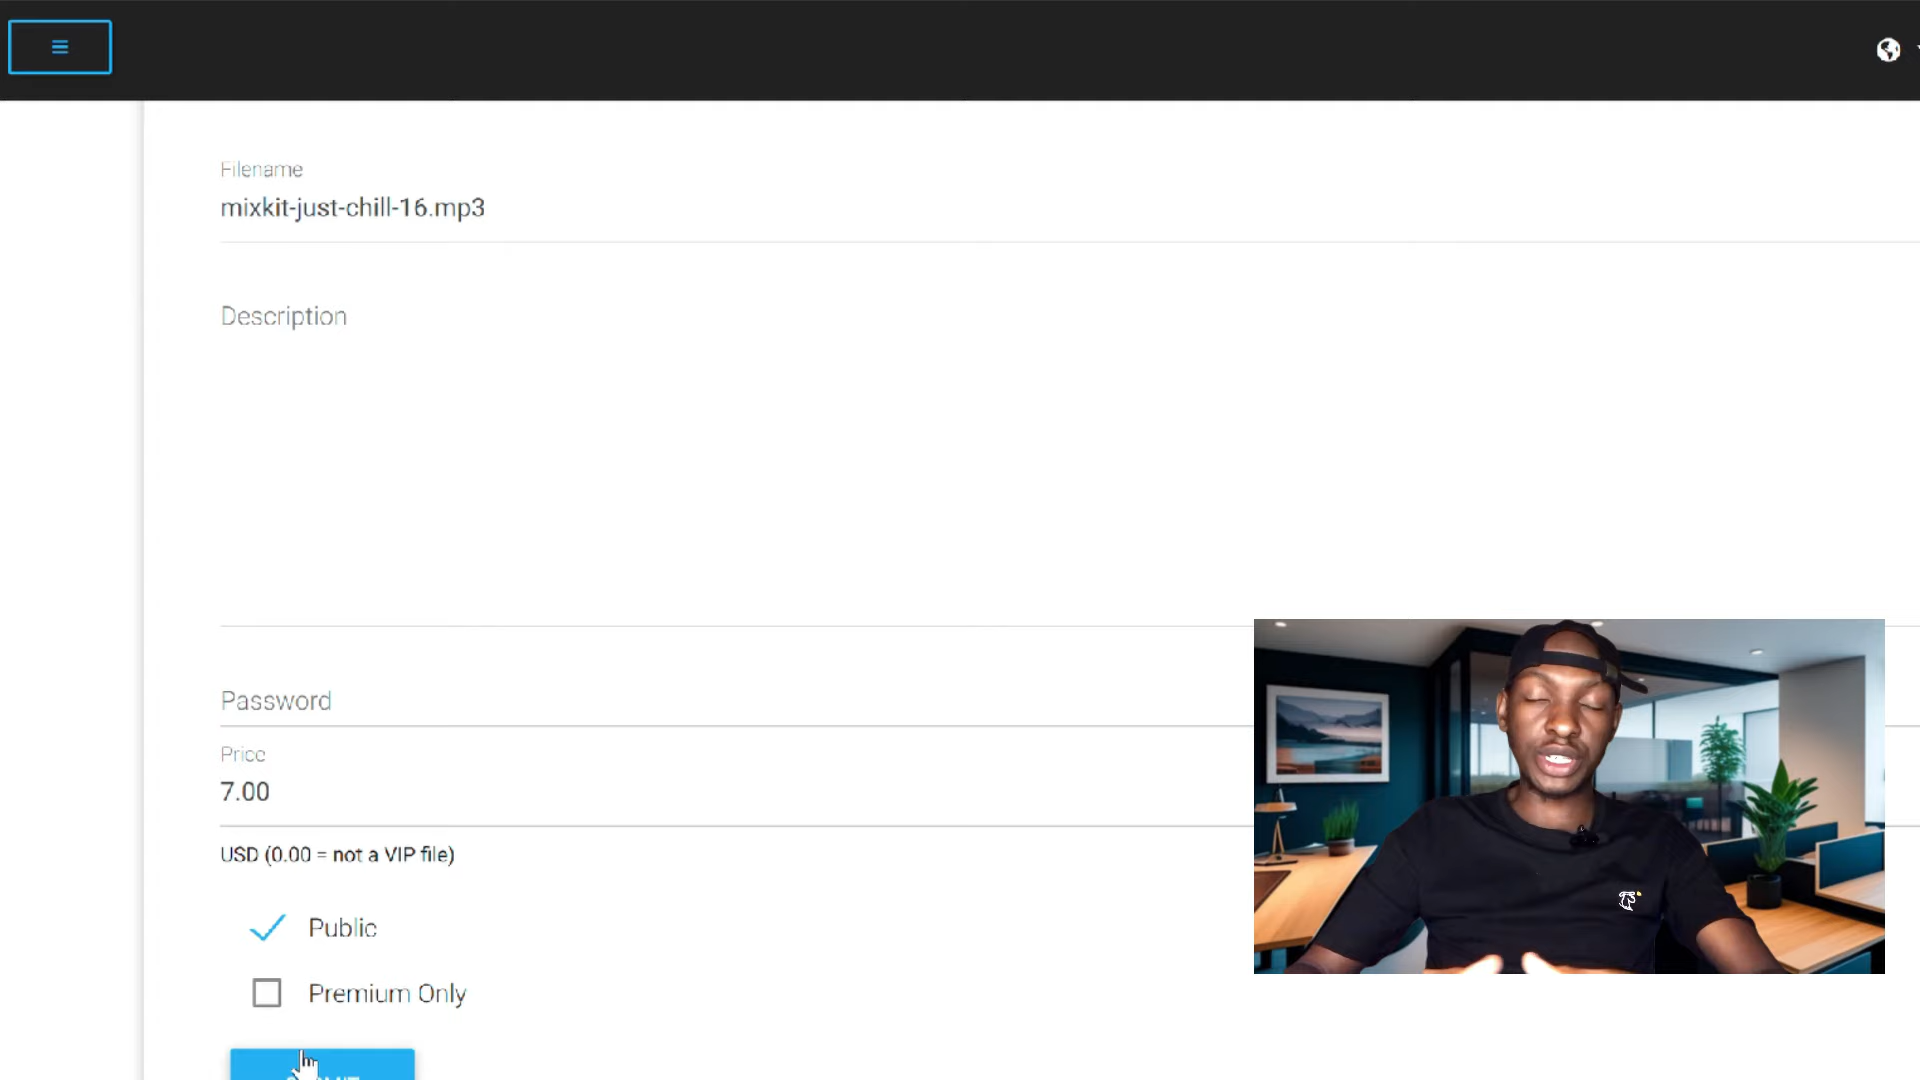 Filename
mixkit-just-chill-16.mp3
Description
Password
Price
7.00
USD (0.00 = not a VIP file)
Public
Premium Only